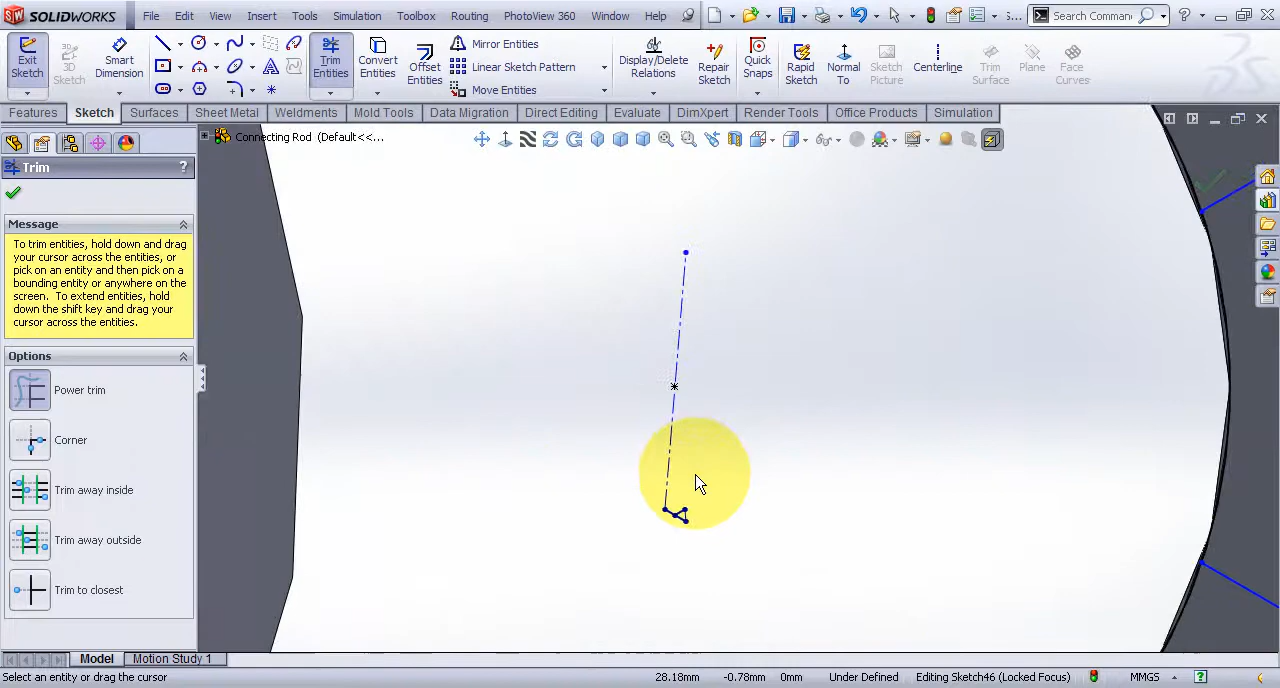 SOLIDWORKS File Edit View Insert Tools Simulation Toolbox Routing PhotoView 360 Window Help S... Search Comman
Exit Sketch
3D Sketch
Smart Dimension
Trim Entities
Convert Entities
Offset Entities
Mirror Entities
Linear Sketch Pattern
Move Entities
Display/Delete Relations
Repair Sketch
Quick Snaps
Rapid Sketch
Normal To
Sketch Picture
Centerline
Trim Surface
Plane
Face Curves
Features Sketch Surfaces Sheet Metal Weldments Mold Tools Data Migration Direct Editing Evaluate DimXpert Render Tools Office Products Simulation
Connecting Rod (Default<<...
Trim ?
Message
To trim entities, hold down and drag
your cursor across the entities, or
pick on an entity and then pick on a
bounding entity or anywhere on the
screen. To extend entities, hold
down the shift key and drag your
cursor across the entities.
Options
Power trim
Corner
Trim away inside
Trim away outside
Trim to closest
Model Motion Study 1
Select an entity or drag the cursor 28.18mm -0.78mm 0mm Under Defined Editing Sketch46 (Locked Focus) MMGS